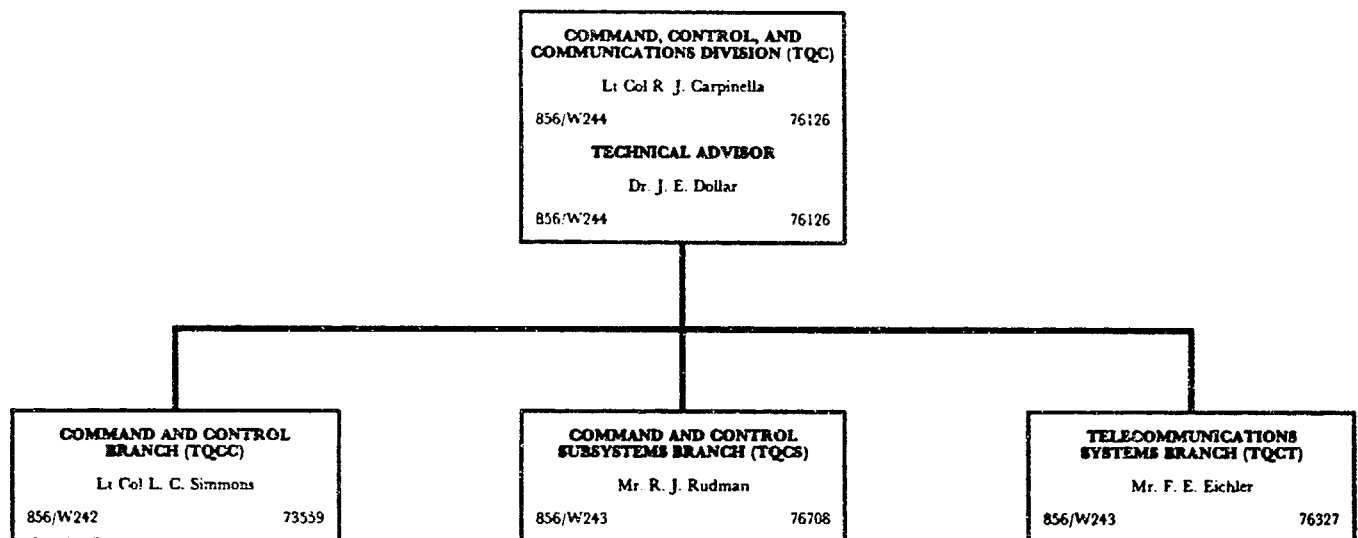 COMMAND, CONTROL, AND
COMMUNICATIONS DIVISION (TQC)
Lt Col R. J. Carpinella
856/W244 76126
TECHNICAL ADVISOR
Dr. J. E. Dollar
856/W244 76126
COMMAND AND CONTROL
BRANCH (TQCC)
Lt Col L. C. Simmons
856/W242 73559
COMMAND AND CONTROL
SUBSYSTEMS BRANCH (TQCS)
Mr. R. J. Rudman
856/W243 76708
TELECOMMUNICATIONS
SYSTEMS BRANCH (TQCT)
Mr. F. E. Eichler
856/W243 76327